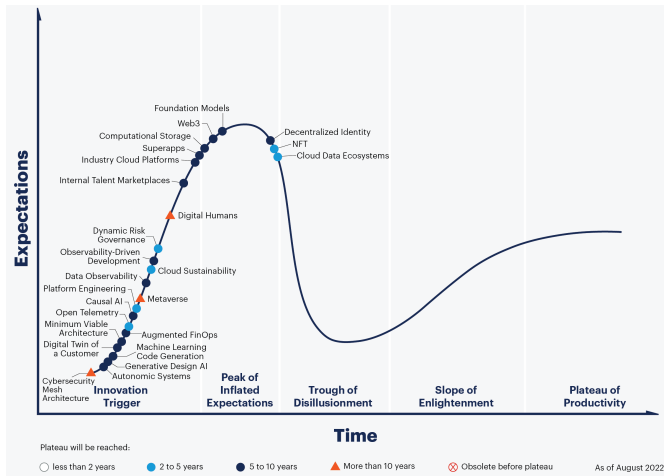 Expectations
Foundation Models
Web3
Computational Storage
Superapps
Industry Cloud Platforms
Internal Talent Marketplaces
Decentralized Identity
NFT
Cloud Data Ecosystems
Digital Humans
Dynamic Risk
Governance
Observability-Driven
Development
Cloud Sustainability
Data Observability
Platform Engineering
Metaverse
Causal AI
Open Telemetry
Minimum Viable
Architecture
Augmented FinOps
Digital Twin of
a Customer
Machine Learning
Code Generation
Generative Design AI
Autonomic Systems
Cybersecurity
Mesh
Architecture
Innovation
Trigger
Peak of
Inflated
Expectations
Trough of
Disillusionment
Slope of
Enlightenment
Plateau of
Productivity
Time
Plateau will be reached:
less than 2 years
2 to 5 years
5 to 10 years
More than 10 years
Obsolete before plateau
As of August 2022